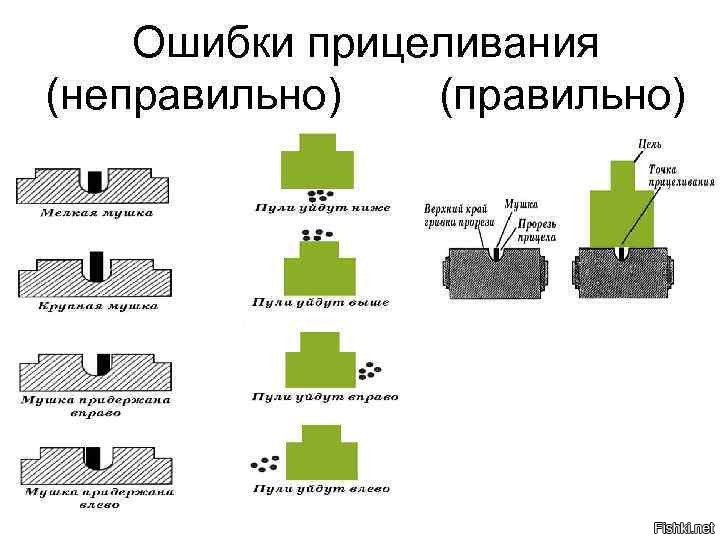 Ошибки прицеливания
(неправильно) (правильно)
Мелкая мушка
Пули уйдут ниже
Крупная мушка
Пули уйдут выше
Мушка придержана
вправо
Пули уйдут вправо
Мушка придержана
влево
Пули уйдут влево
Верхний край
гривки прорези
Мушка
Прорезь
прицела
Цель
Точка
прицеливания
Fishki.net